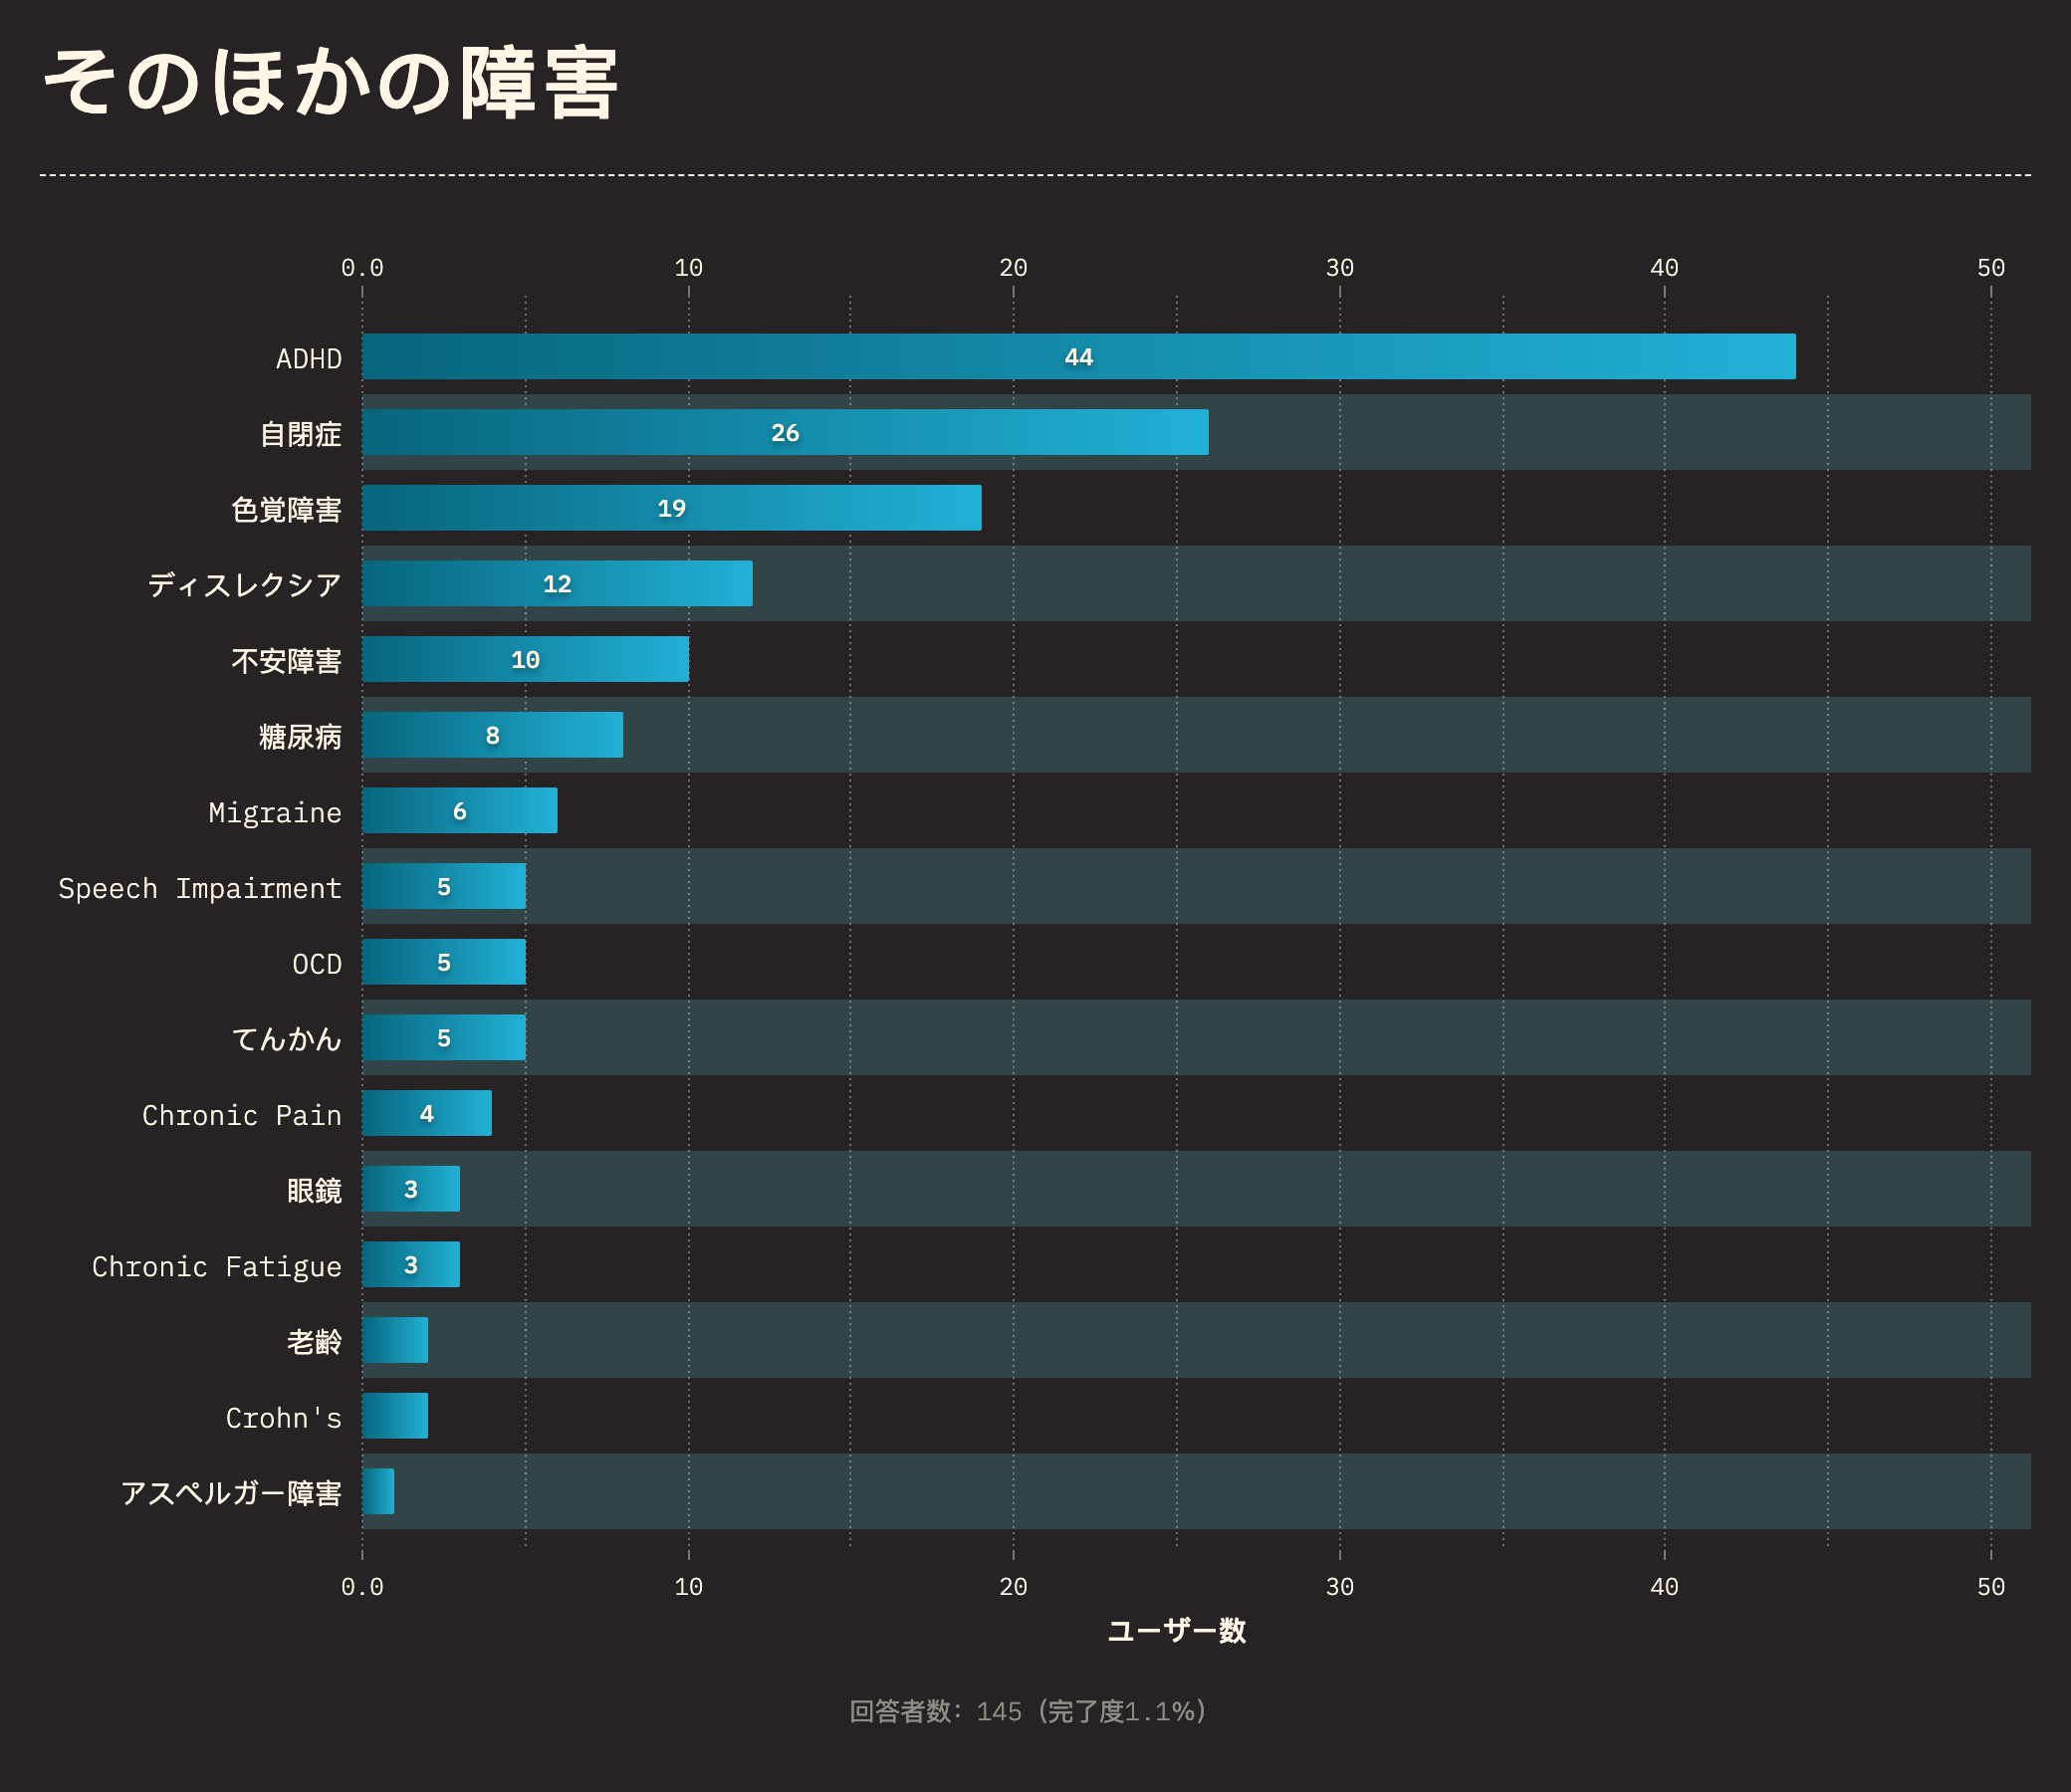 そのほかの障害
0.0 10 20 30 40 50
ADHD 44
自閉症 26
色覚障害 19
ディスレクシア 12
不安障害 10
糖尿病 8
Migraine 6
Speech Impairment 5
OCD 5
てんかん 5
Chronic Pain 4
眼鏡 3
Chronic Fatigue 3
老齢
Crohn's
アスペルガー障害
0.0 10 20 30 40 50
ユーザー数
回答者数: 145 (完了度1.1%)